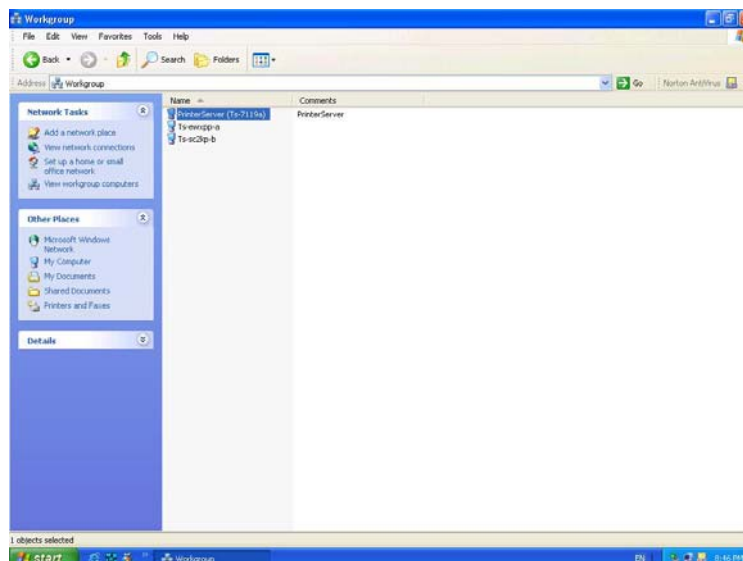 Workgroup
File Edit View Favorites Tools Help
Back Search Folders
Address Workgroup Go Norton AntiVirus
Name Comments
PrinterServer (Ts-7119a) PrinterServer
Ts-ewxpp-a
Ts-sc2kp-b
Network Tasks
Add a network place
View network connections
Set up a home or small
office network
View workgroup computers
Other Places
Microsoft Windows
Network
My Computer
My Documents
Shared Documents
Printers and Faxes
Details
1 objects selected
start Workgroup EN 8:46 PM